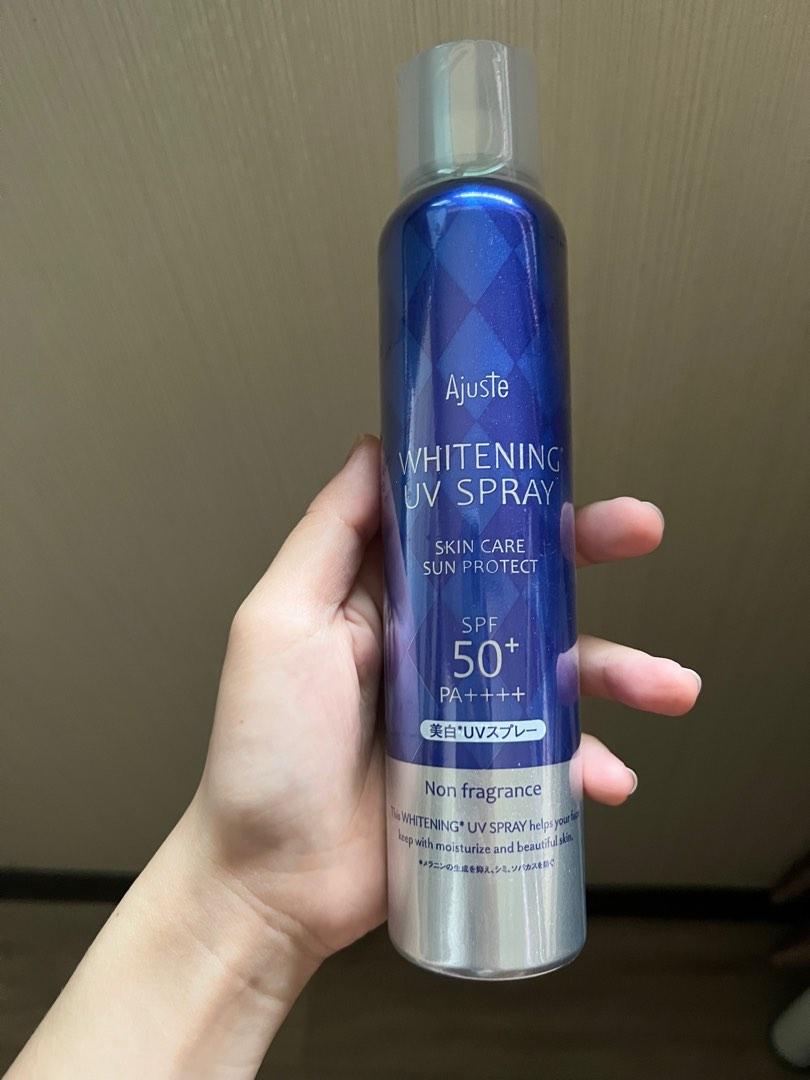 Ajuste
WHITENING*
UV SPRAY
SKIN CARE
SUN PROTECT
SPF
50+
PA++++
美白*UVスプレー
Non fragrance
This WHITENING* UV SPRAY helps your face
keep with moisturize and beautiful skin.
*メラニンの生成を抑え、シミ、ソバカスを防ぐ